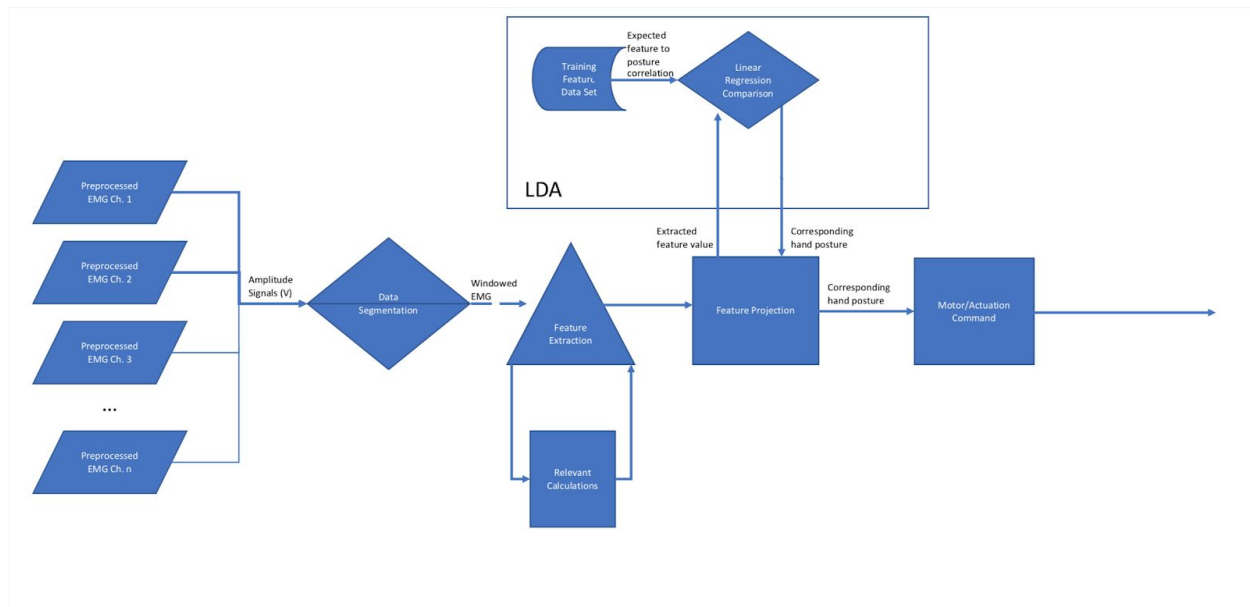 Expected
feature to
posture
correlation
Training
Feature
Data Set
Linear
Regression
Comparison
LDA
Preprocessed
EMG Ch. 1
Preprocessed
EMG Ch. 2
Preprocessed
EMG Ch. 3
...
Preprocessed
EMG Ch. n
Amplitude
Signals (V)
Data
Segmentation
Windowed
EMG
Feature
Extraction
Relevant
Calculations
Extracted
feature value
Corresponding
hand posture
Feature Projection
Corresponding
hand posture
Motor/Actuation
Command